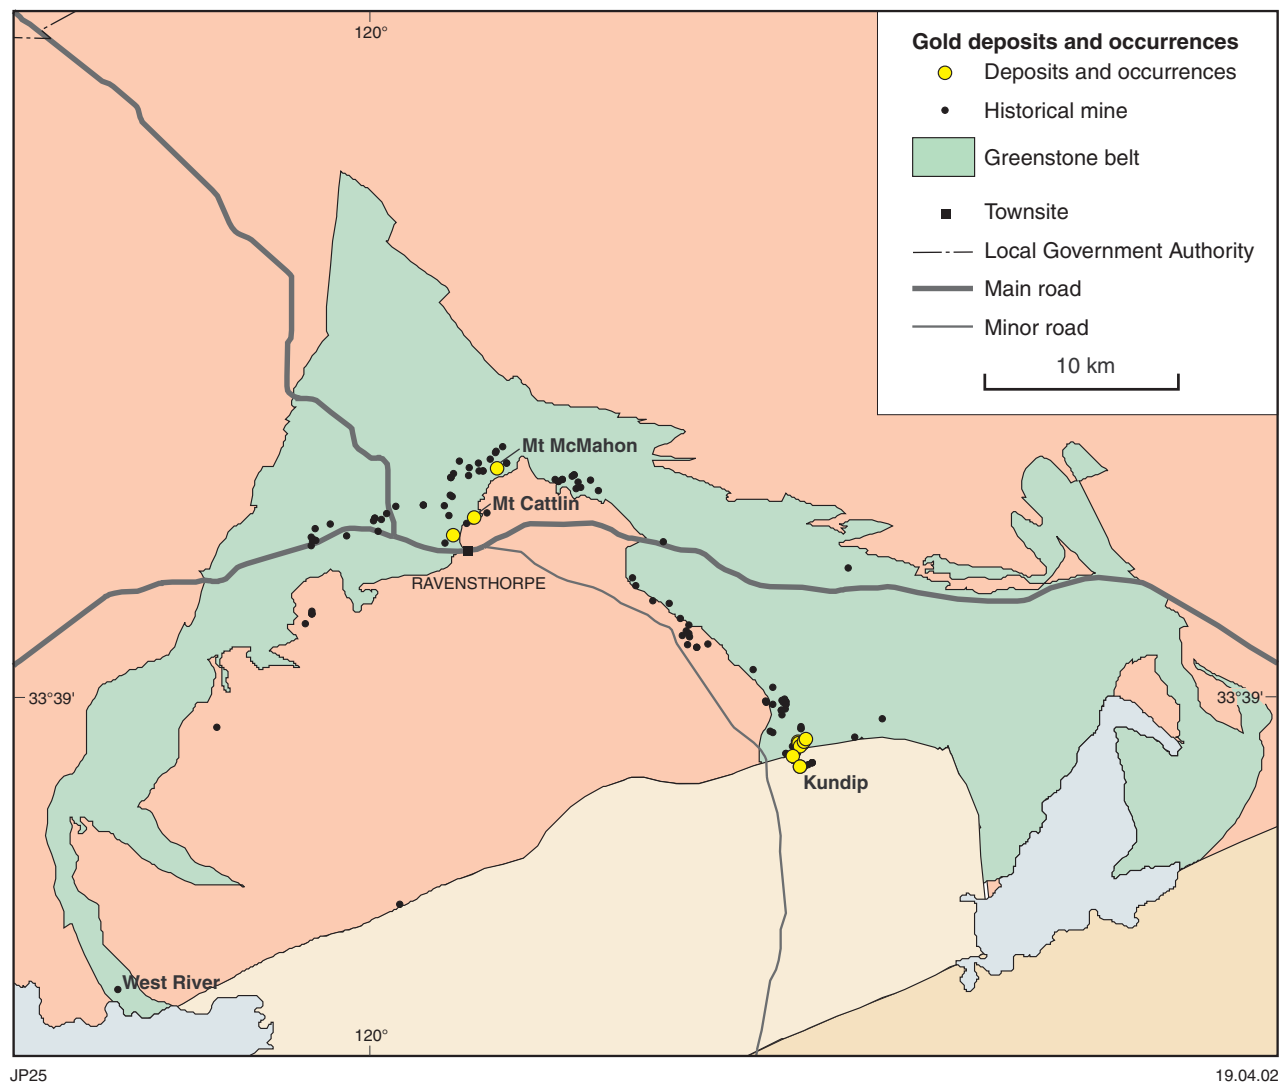 120°
Gold deposits and occurrences
Deposits and occurrences
Historical mine
Greenstone belt
Townsite
Local Government Authority
Main road
Minor road
10 km
Mt McMahon
Mt Cattlin
RAVENSTHORPE
33°39'
33°39'
Kundip
West River
120°
JP25
19.04.02